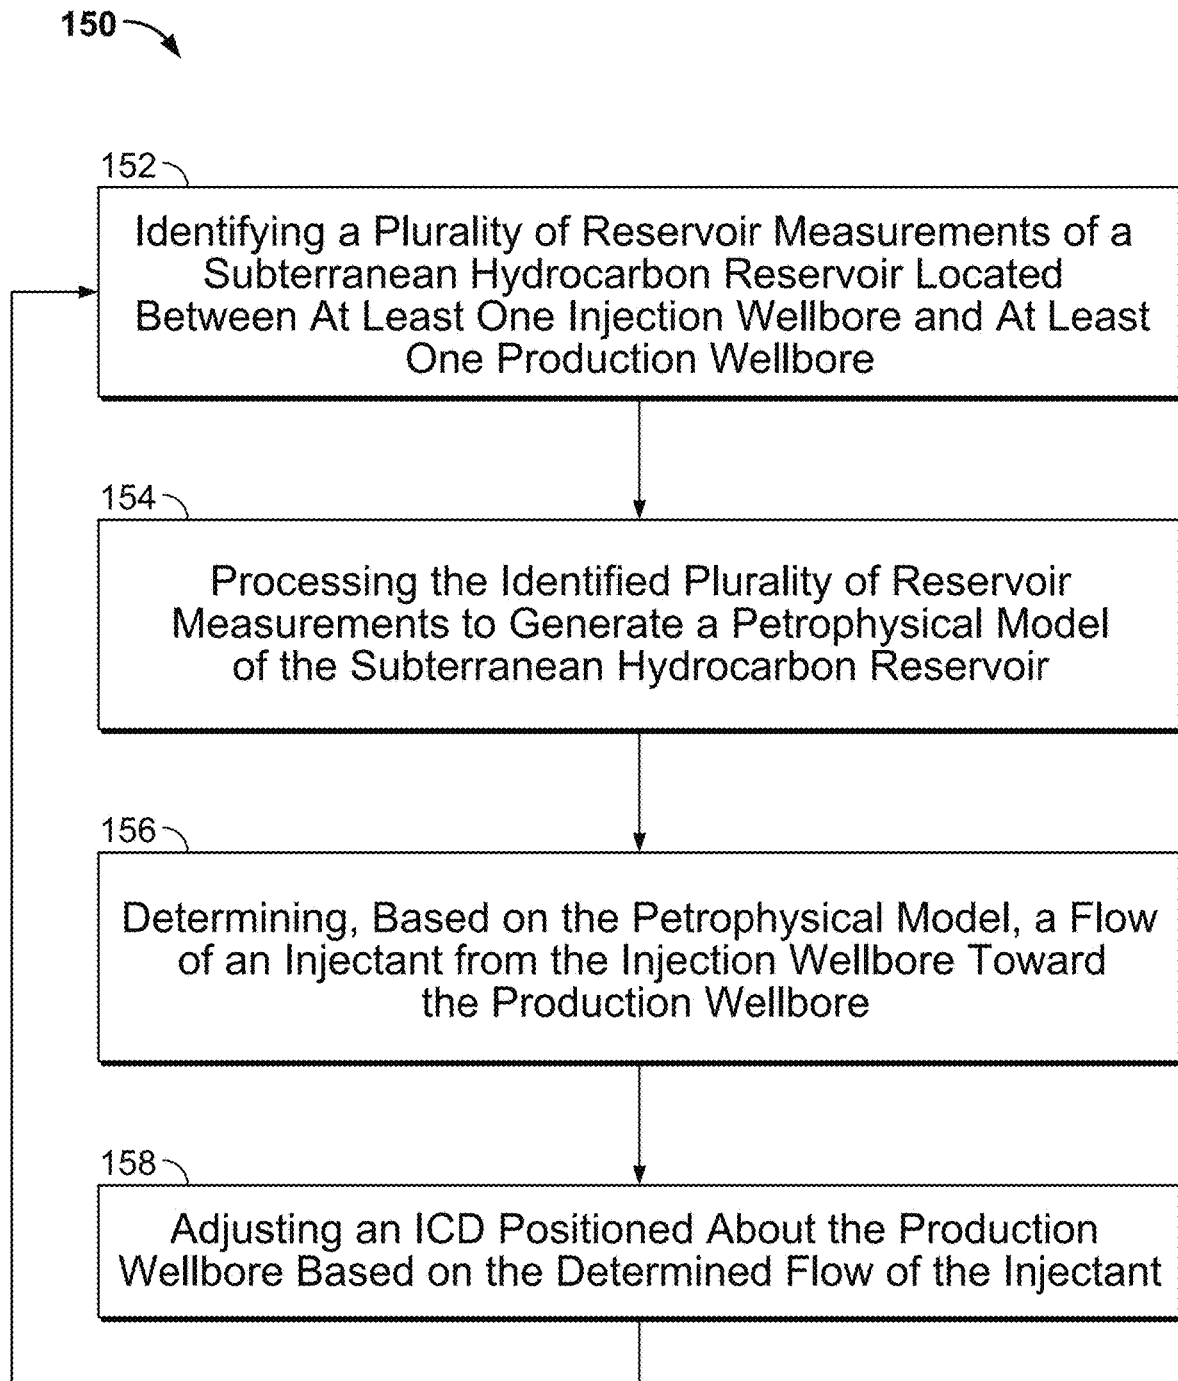 150
152
Identifying a Plurality of Reservoir Measurements of a
Subterranean Hydrocarbon Reservoir Located
Between At Least One Injection Wellbore and At Least
One Production Wellbore
154
Processing the Identified Plurality of Reservoir
Measurements to Generate a Petrophysical Model
of the Subterranean Hydrocarbon Reservoir
156
Determining, Based on the Petrophysical Model, a Flow
of an Injectant from the Injection Wellbore Toward
the Production Wellbore
158
Adjusting an ICD Positioned About the Production
Wellbore Based on the Determined Flow of the Injectant